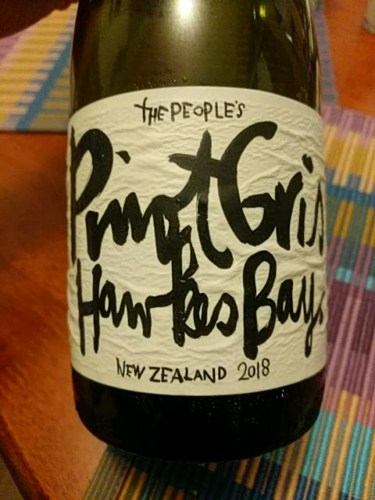 THE PEOPLE'S
Pinot Gris
Hawkes Bay.
NEW ZEALAND 2018